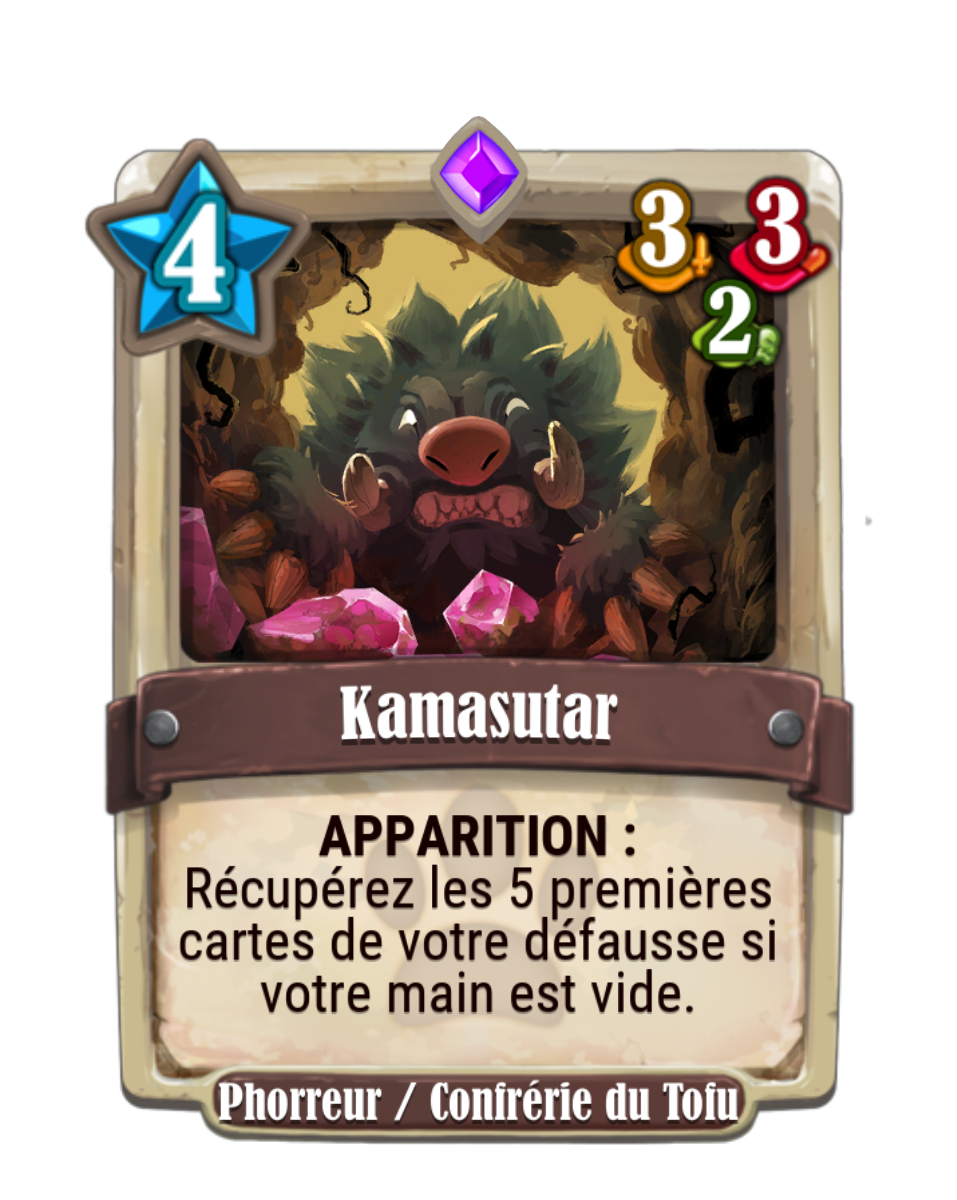 4
3
3
2
Kamasutar
APPARITION :
Récupérez les 5 premières
cartes de votre défausse si
votre main est vide.
Phorreur / Confrérie du Tofu